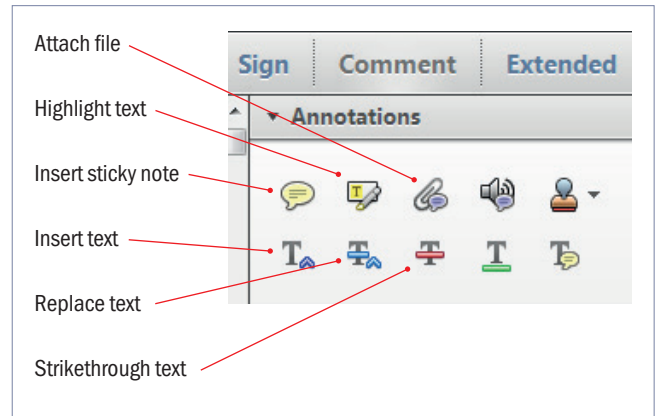 Attach file
Sign Comment Extended
Highlight text
Annotations
Insert sticky note
T
Insert text
T T T T T
Replace text
Strikethrough text